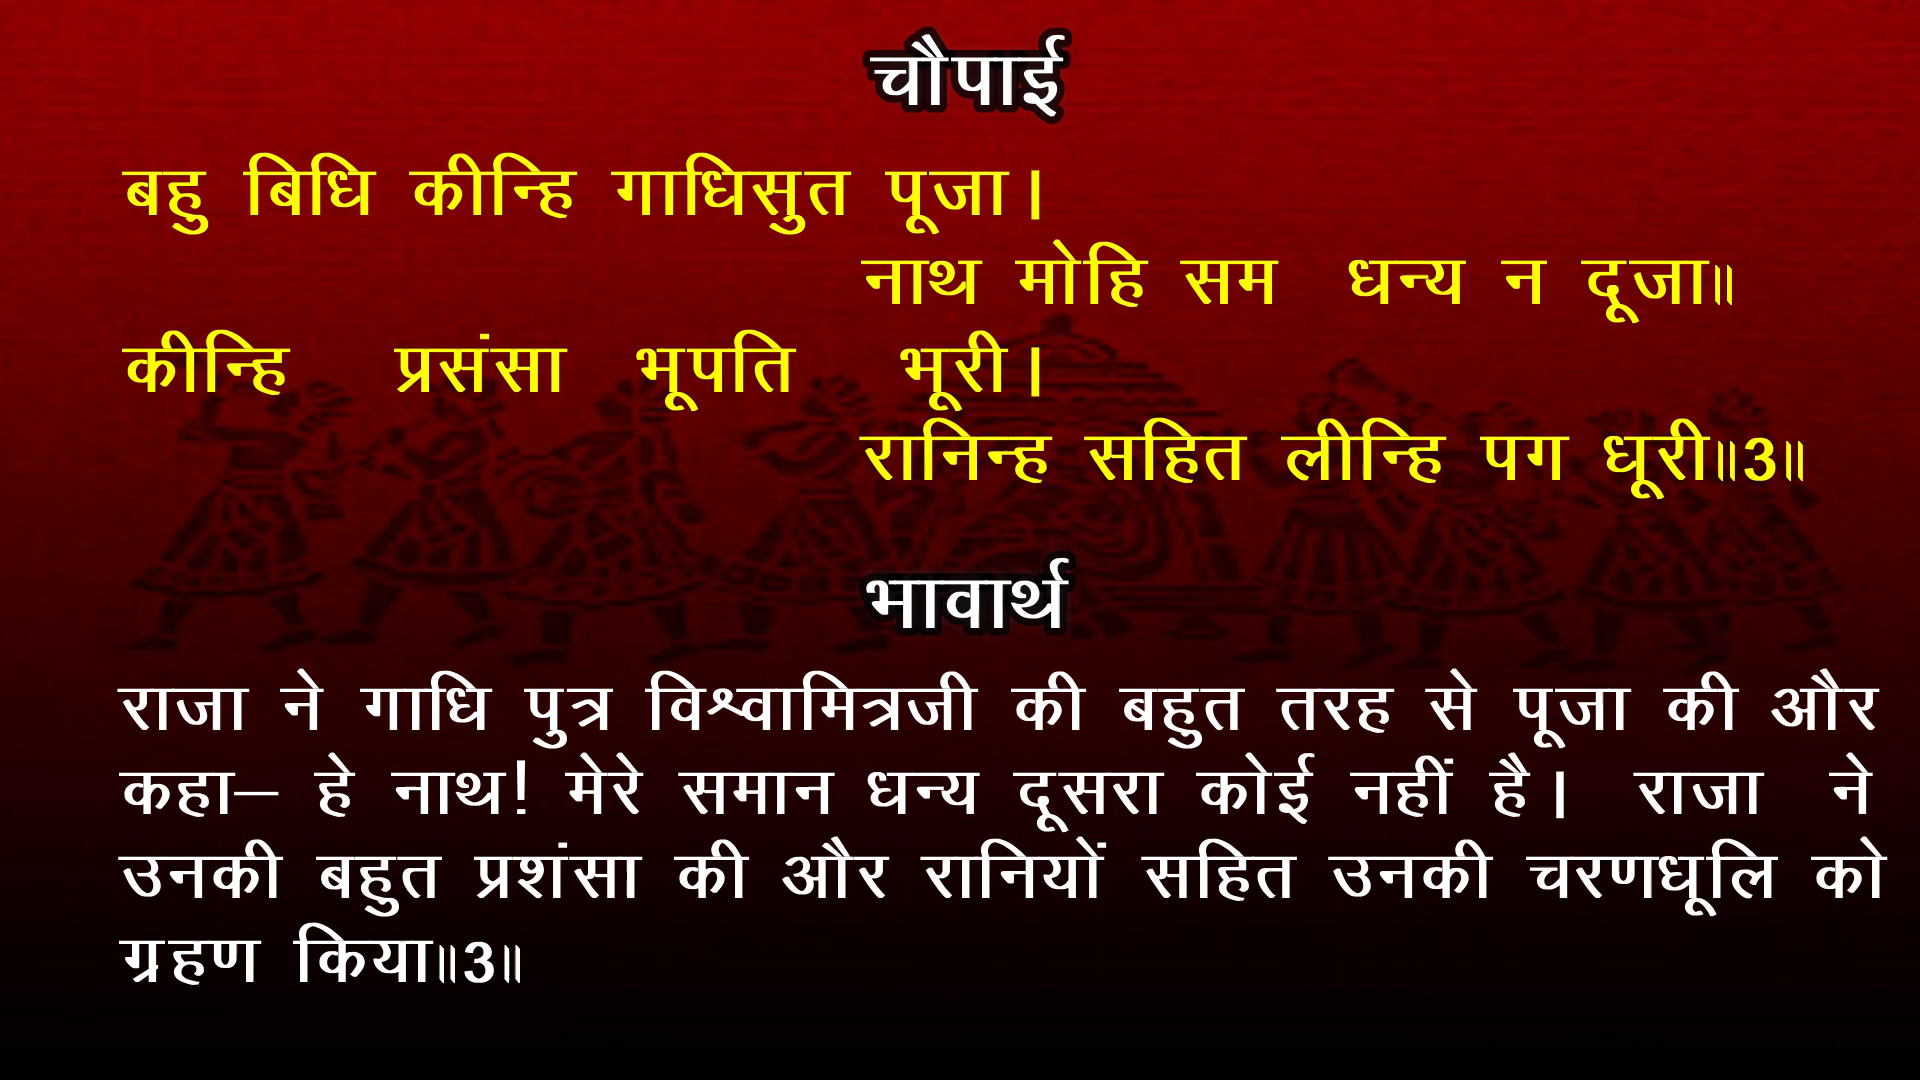 चौपाई
बहु बिधि कीन्हि गाधिसुत पूजा।
नाथ मोहि सम धन्य न दूजा॥
कीन्हि प्रसंसा भूपति भूरी।
रानिन्ह सहित लीन्हि पग धूरी॥3॥
भावार्थ
राजा ने गाधि पुत्र विश्वामित्रजी की बहुत तरह से पूजा की और
कहा– हे नाथ! मेरे समान धन्य दूसरा कोई नहीं है। राजा ने
उनकी बहुत प्रशंसा की और रानियों सहित उनकी चरणधूलि को
ग्रहण किया॥3॥